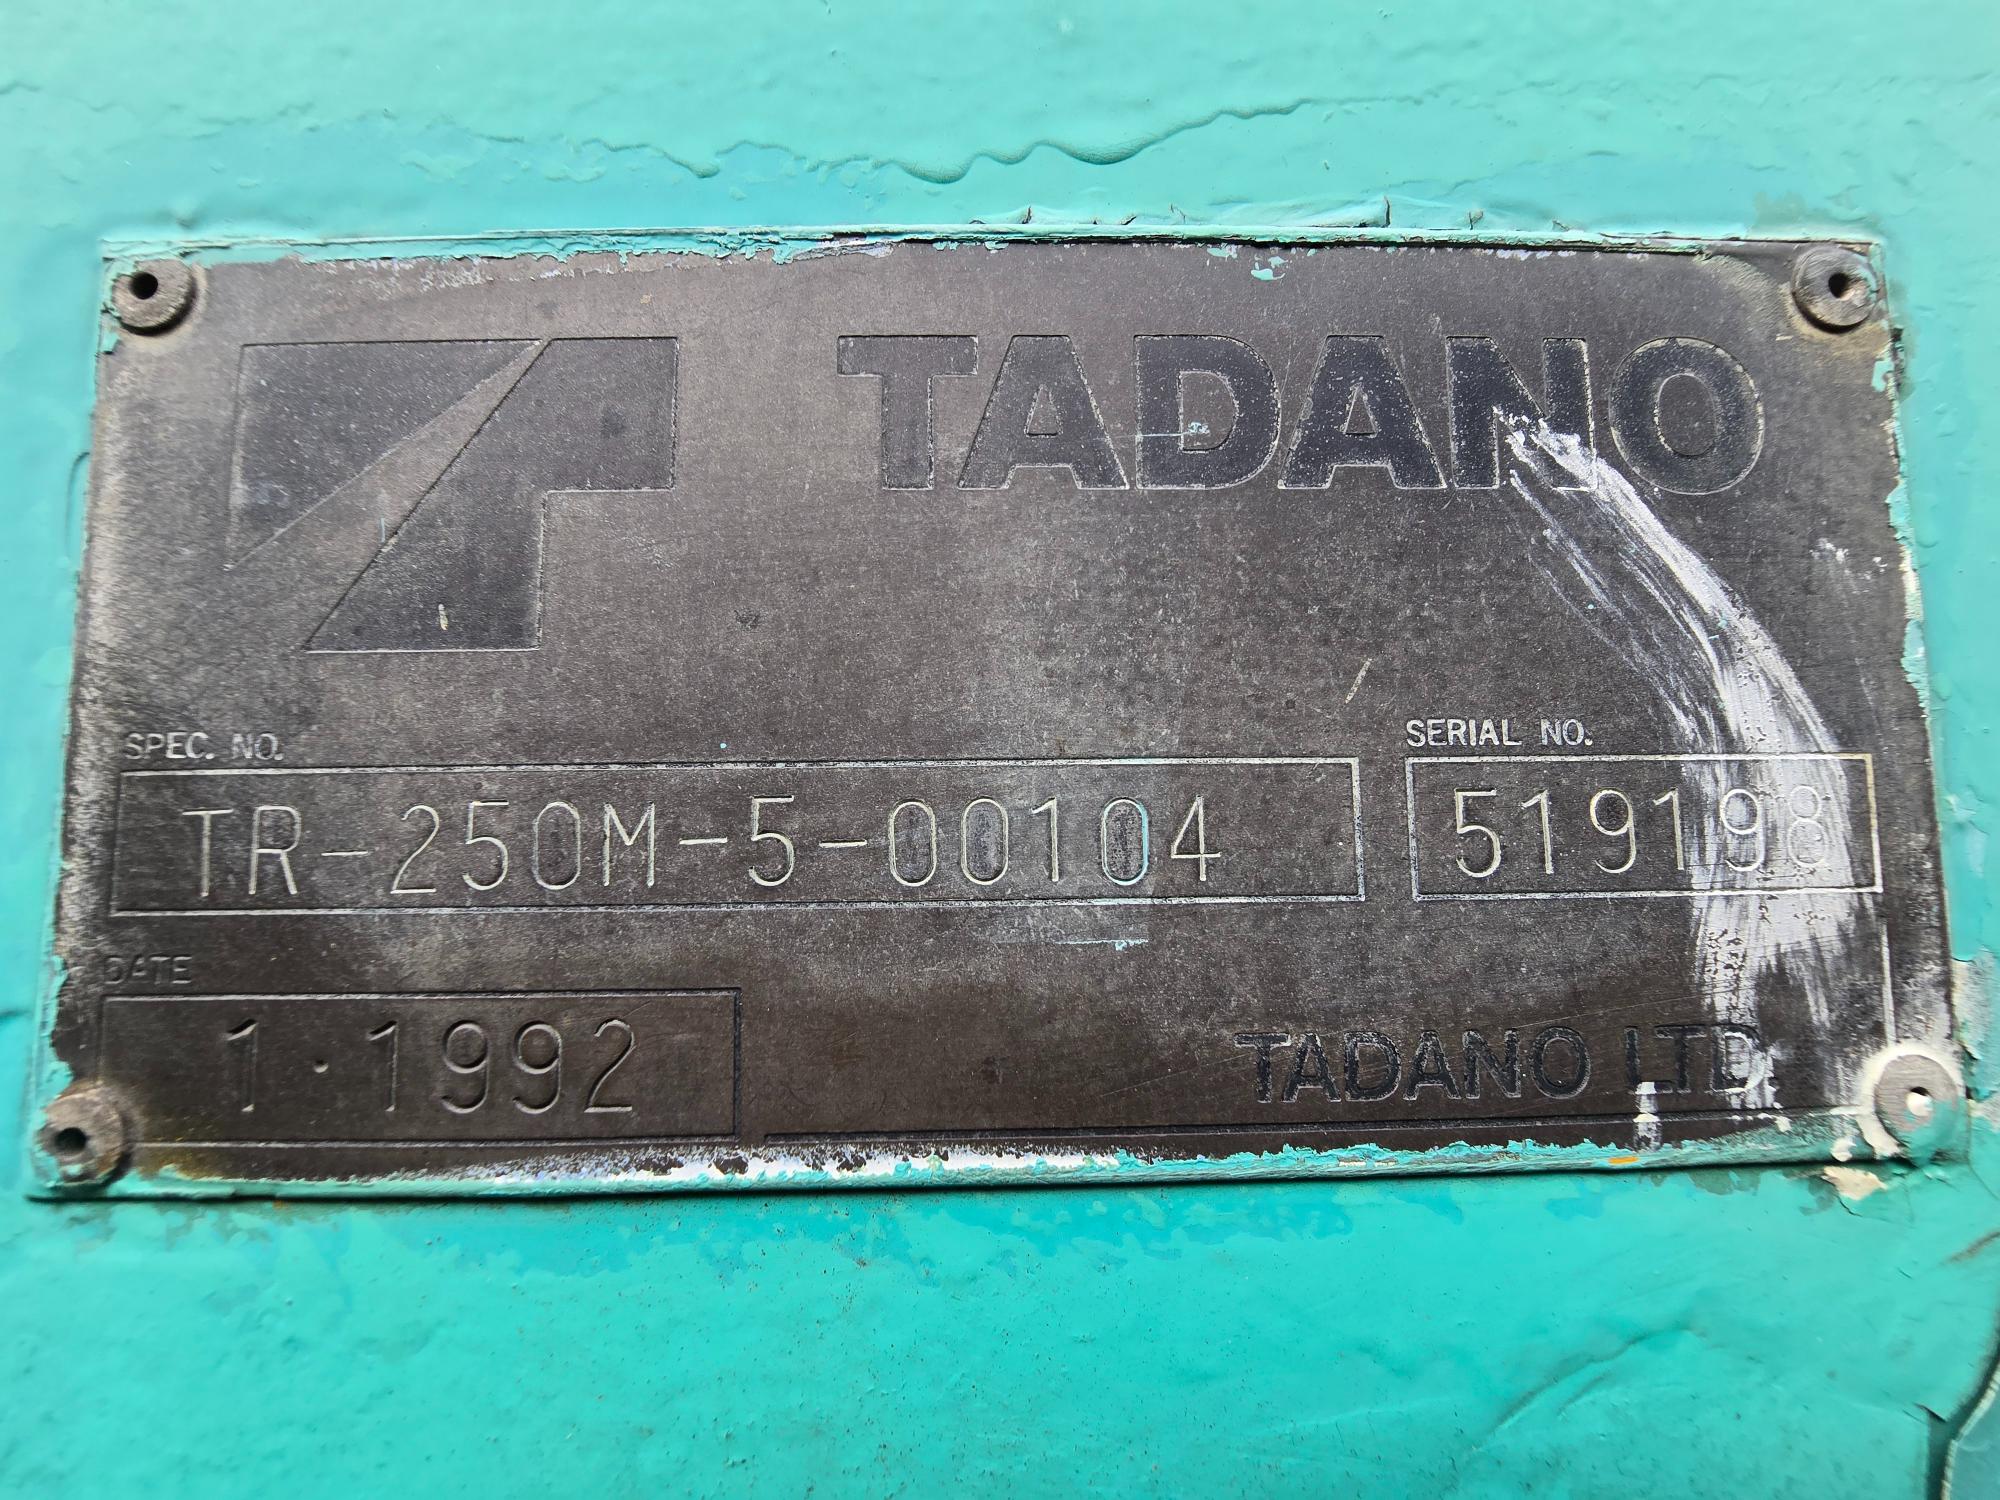 TADANO
SPEC. NO.
SERIAL NO.
TR-250M-5-00104
519198
DATE
1·1992
TADANO LTD.